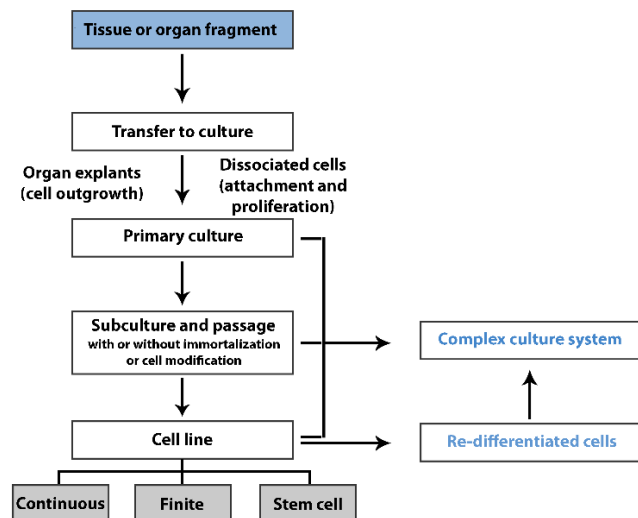 Tissue or organ fragment
Transfer to culture
Organ explants
(cell outgrowth)
Dissociated cells
(attachment and
proliferation)
Primary culture
Subculture and passage
with or without immortalization
or cell modification
Complex culture system
Cell line
Re-differentiated cells
Continuous
Finite
Stem cell